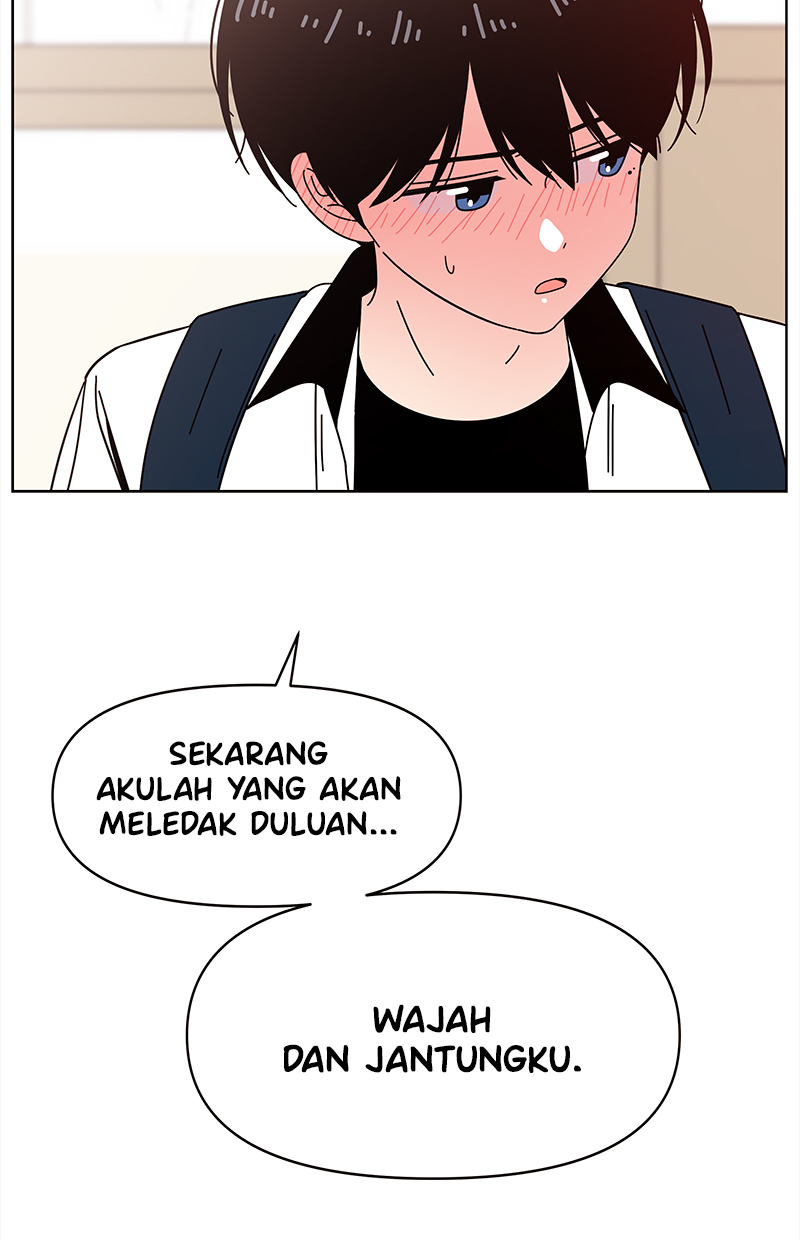 SEKARANG
AKULAH YANG AKAN
MELEDAK DULUAN...
WAJAH
DAN JANTUNGKU.